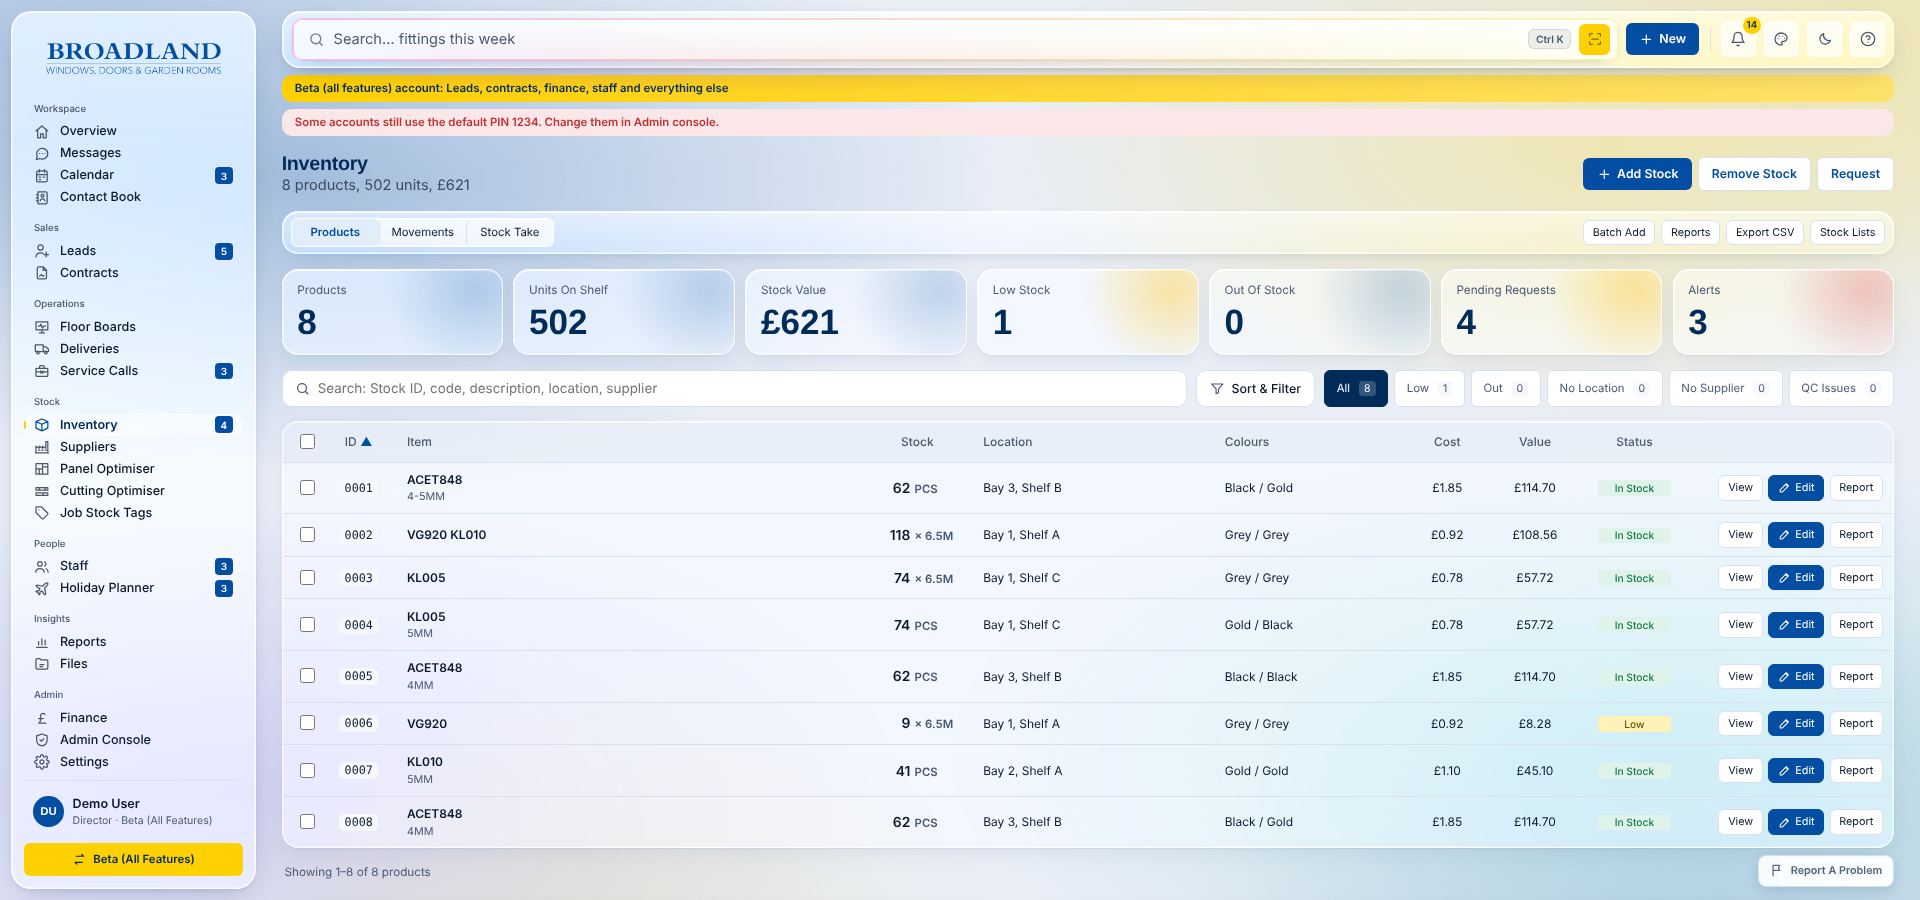 BROADLAND
WINDOWS, DOORS & GARDEN ROOMS
Workspace
Overview
Messages
Calendar 3
Contact Book
Sales
Leads 5
Contracts
Operations
Floor Boards
Deliveries
Service Calls 3
Stock
Inventory 4
Suppliers
Panel Optimiser
Cutting Optimiser
Job Stock Tags
People
Staff 3
Holiday Planner 3
Insights
Reports
Files
Admin
Finance
Admin Console
Settings
DU
Demo User
Director · Beta (All Features)
Beta (All Features)
Search... fittings this week Ctrl K
New
14
Beta (all features) account: Leads, contracts, finance, staff and everything else
Some accounts still use the default PIN 1234. Change them in Admin console.
Inventory
8 products, 502 units, £621
Add Stock Remove Stock Request
Products Movements Stock Take
Batch Add Reports Export CSV Stock Lists
Products
8
Units On Shelf
502
Stock Value
£621
Low Stock
1
Out Of Stock
0
Pending Requests
4
Alerts
3
Search: Stock ID, code, description, location, supplier
Sort & Filter
All 8
Low 1
Out 0
No Location 0
No Supplier 0
QC Issues 0
ID ▲ Item Stock Location Colours Cost Value Status
0001 ACET848 62 PCS Bay 3, Shelf B Black / Gold £1.85 £114.70 In Stock View Edit Report
4-5MM
0002 VG920 KL010 118 × 6.5M Bay 1, Shelf A Grey / Grey £0.92 £108.56 In Stock View Edit Report
0003 KL005 74 × 6.5M Bay 1, Shelf C Grey / Grey £0.78 £57.72 In Stock View Edit Report
0004 KL005 74 PCS Bay 1, Shelf C Gold / Black £0.78 £57.72 In Stock View Edit Report
5MM
0005 ACET848 62 PCS Bay 3, Shelf B Black / Black £1.85 £114.70 In Stock View Edit Report
4MM
0006 VG920 9 × 6.5M Bay 1, Shelf A Grey / Grey £0.92 £8.28 Low View Edit Report
0007 KL010 41 PCS Bay 2, Shelf A Gold / Gold £1.10 £45.10 In Stock View Edit Report
5MM
0008 ACET848 62 PCS Bay 3, Shelf B Black / Gold £1.85 £114.70 In Stock View Edit Report
4MM
Showing 1–8 of 8 products
Report A Problem